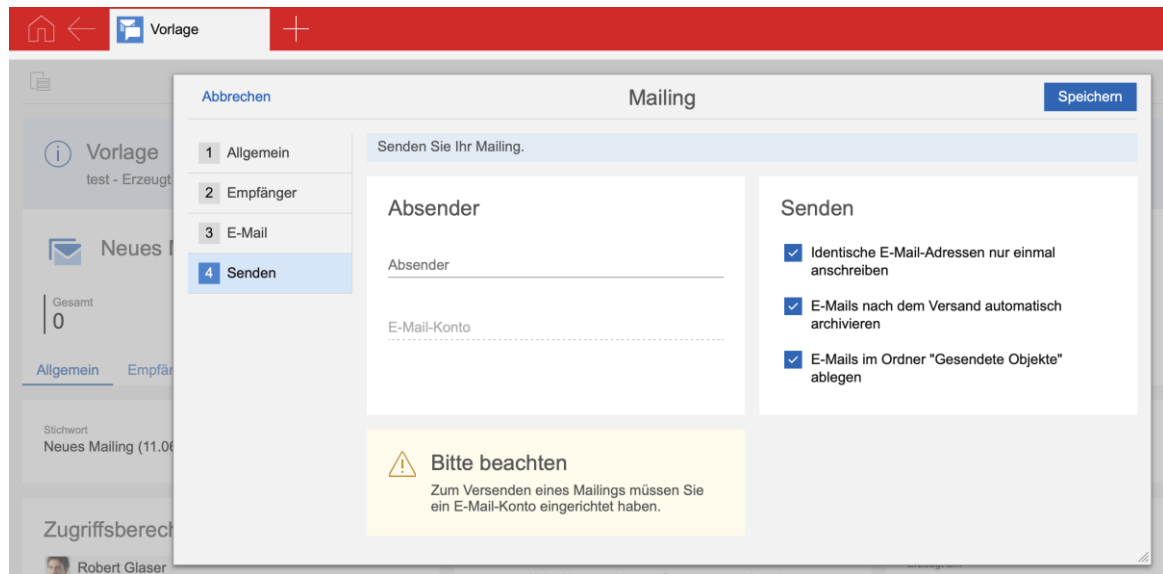 Vorlage
Abbrechen
Mailing
Speichern
Vorlage
test - Erzeugt
Neues
Gesamt
0
Allgemein
Stichwort
Neues Mailing (11.06
Robert Glaser
1 Allgemein
2 Empfänger
3 E-Mail
4 Senden
Senden Sie Ihr Mailing.
Absender
Absender
E-Mail-Konto
Senden
Identische E-Mail-Adressen nur einmal
anschreiben
E-Mails nach dem Versand automatisch
archivieren
E-Mails im Ordner "Gesendete Objekte"
ablegen
Bitte beachten
Zum Versenden eines Mailings müssen Sie
ein E-Mail-Konto eingerichtet haben.